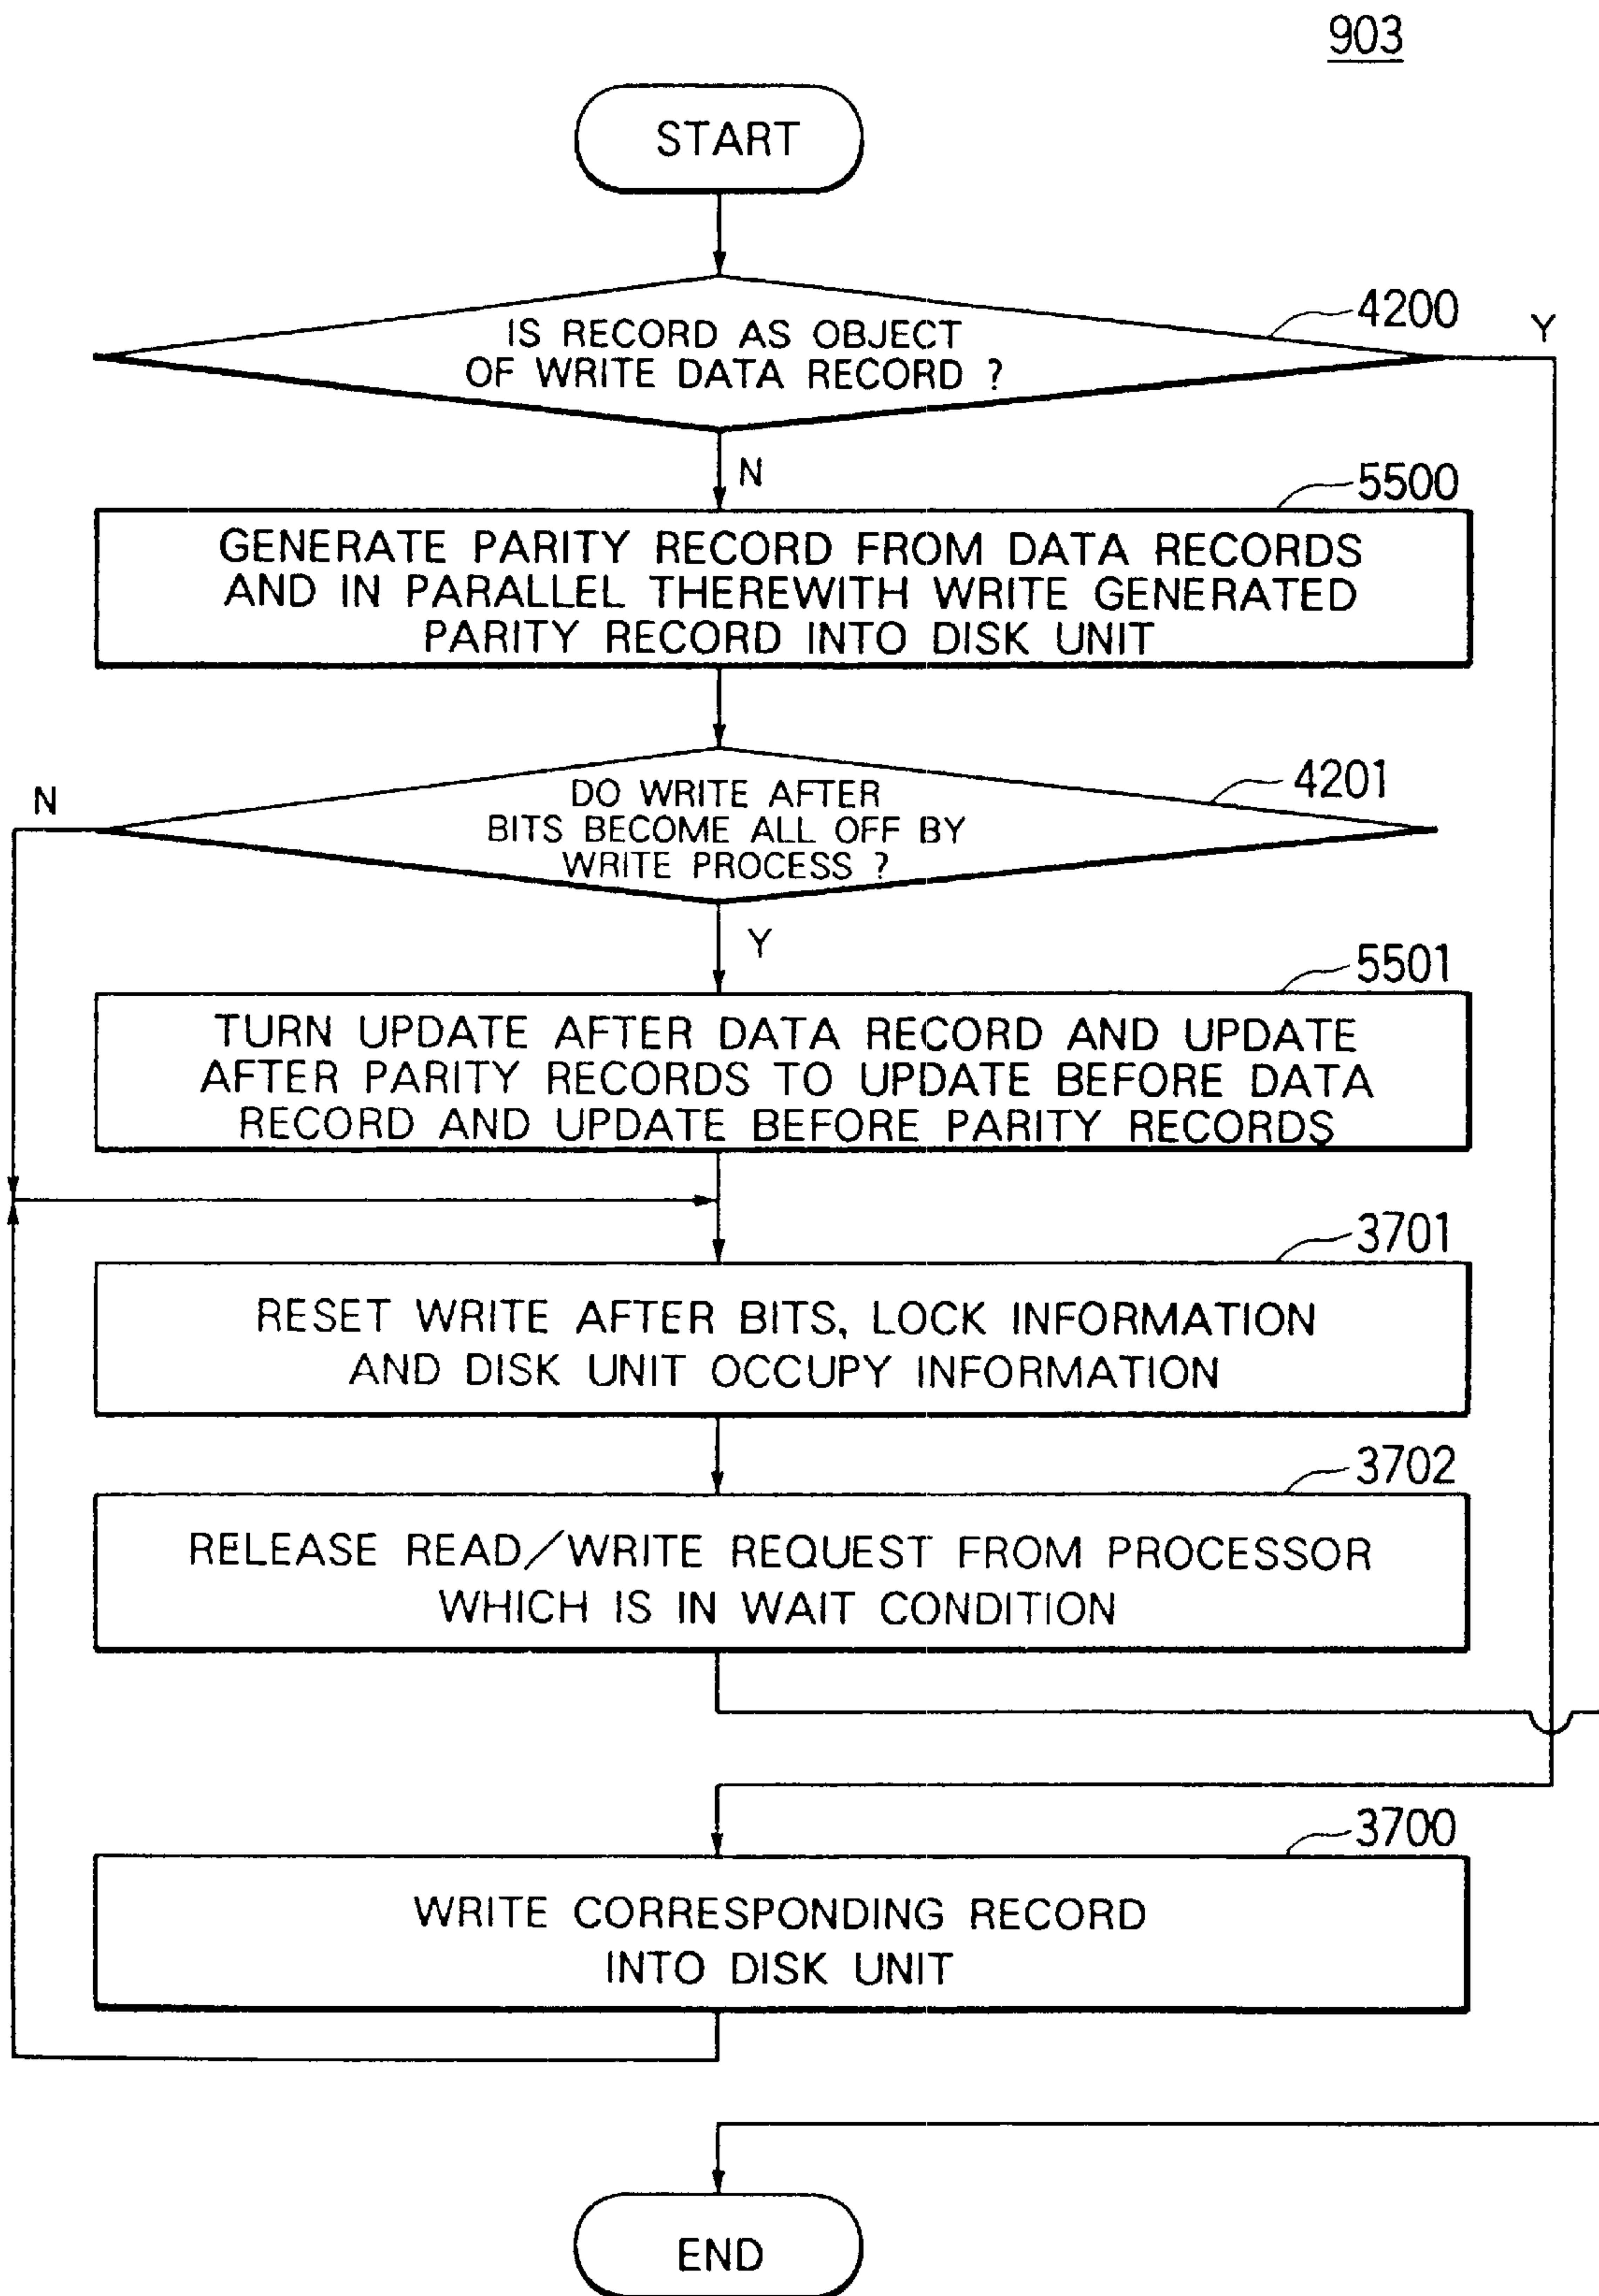 903
START
IS RECORD AS OBJECT
OF WRITE DATA RECORD ?
4200
Y
N
5500
GENERATE PARITY RECORD FROM DATA RECORDS
AND IN PARALLEL THEREWITH WRITE GENERATED
PARITY RECORD INTO DISK UNIT
N
DO WRITE AFTER
BITS BECOME ALL OFF BY
WRITE PROCESS ?
4201
Y
5501
TURN UPDATE AFTER DATA RECORD AND UPDATE
AFTER PARITY RECORDS TO UPDATE BEFORE DATA
RECORD AND UPDATE BEFORE PARITY RECORDS
3701
RESET WRITE AFTER BITS, LOCK INFORMATION
AND DISK UNIT OCCUPY INFORMATION
3702
RELEASE READ/WRITE REQUEST FROM PROCESSOR
WHICH IS IN WAIT CONDITION
3700
WRITE CORRESPONDING RECORD
INTO DISK UNIT
END